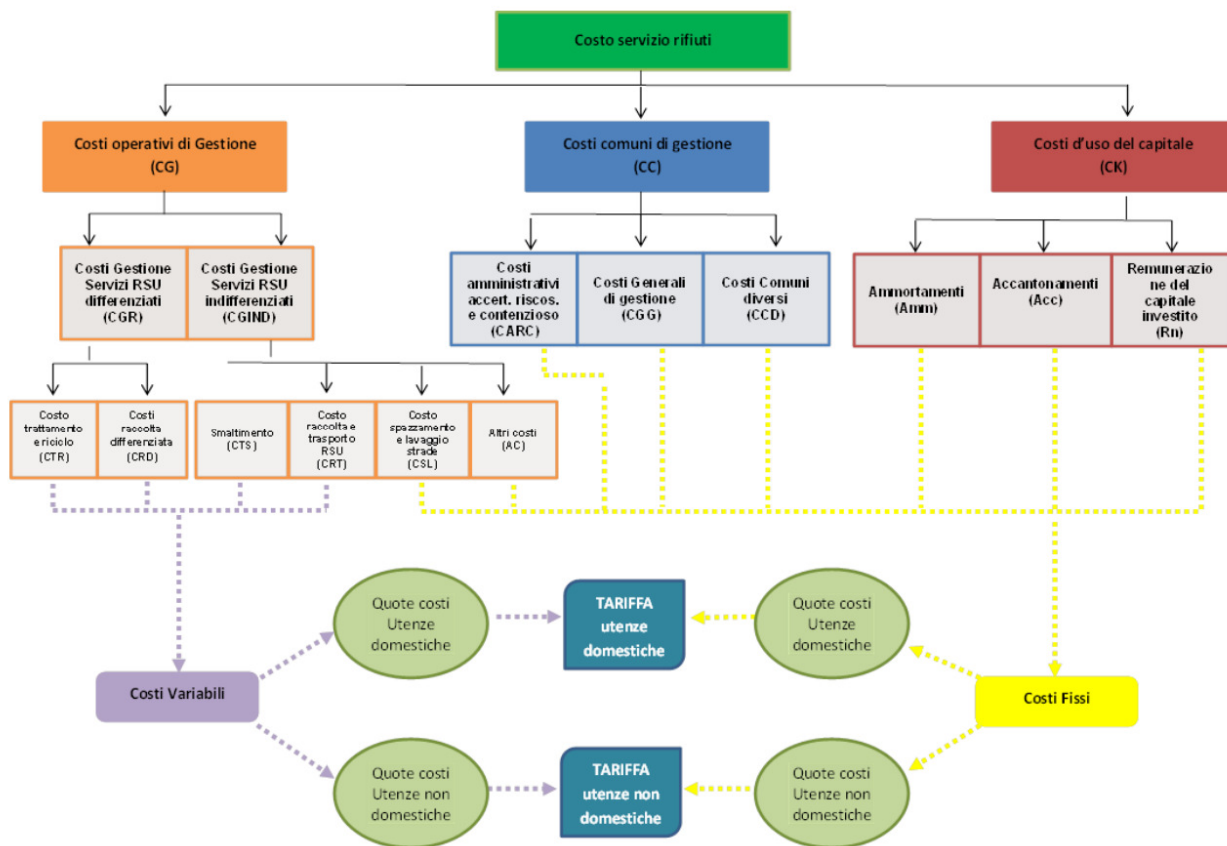 Costo servizio rifiuti
Costi operativi di Gestione
(CG)
Costi comuni di gestione
(CC)
Costi d'uso del capitale
(CK)
Costi Gestione
Servizi RSU
differenziati
(CGR)
Costi Gestione
Servizi RSU
indifferenziati
(CGIND)
Costi
amministrativi
accert. riscos.
e contenzioso
(CARC)
Costi Generali
di gestione
(CGG)
Costi Comuni
diversi
(CCD)
Ammortamenti
(Amm)
Accantonamenti
(Acc)
Remunerazio
ne del
capitale
investito
(Rn)
Costo
trattamento
e riciclo
(CTR)
Costi
raccolta
differenziata
(CRD)
Smaltimento
(CTS)
Costo
raccolta e
trasporto
RSU
(CRT)
Costo
spazzamento
e lavaggio
strade
(CSL)
Altri costi
(AC)
Quote costi
Utenze
domestiche
TARIFFA
utenze
domestiche
Quote costi
Utenze
domestiche
Costi Variabili
Costi Fissi
Quote costi
Utenze non
domestiche
TARIFFA
utenze non
domestiche
Quote costi
Utenze non
domestiche